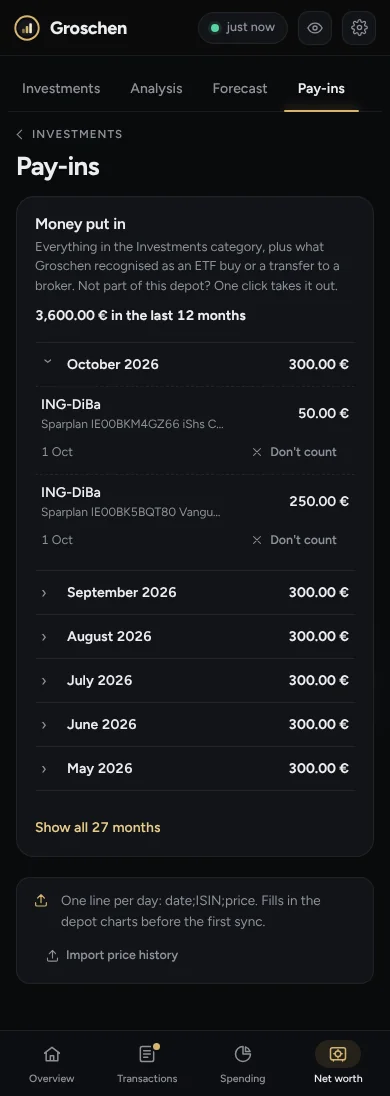 Groschen
just now
Investments
Analysis
Forecast
Pay-ins
INVESTMENTS
Pay-ins
Money put in
Everything in the Investments category, plus what
Groschen recognised as an ETF buy or a transfer to a
broker. Not part of this depot? One click takes it out.
3,600.00 € in the last 12 months
October 2026 300.00 €
ING-DiBa
50.00 €
Sparplan IE00BKM4GZ66 iShs C...
1 Oct
Don't count
ING-DiBa
250.00 €
Sparplan IE00BK5BQT80 Vangu...
1 Oct
Don't count
September 2026 300.00 €
August 2026 300.00 €
July 2026 300.00 €
June 2026 300.00 €
May 2026 300.00 €
Show all 27 months
One line per day: date;ISIN;price. Fills in the
depot charts before the first sync.
Import price history
Overview
Transactions
Spending
Net worth